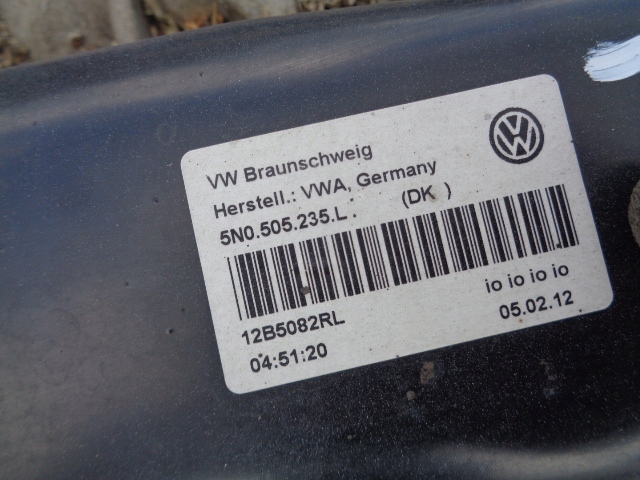 VW Braunschweig
Herstell.: VWA, Germany
5N0.505.235.L . (DK )
io io io io
12B5082RL 05.02.12
04:51:20